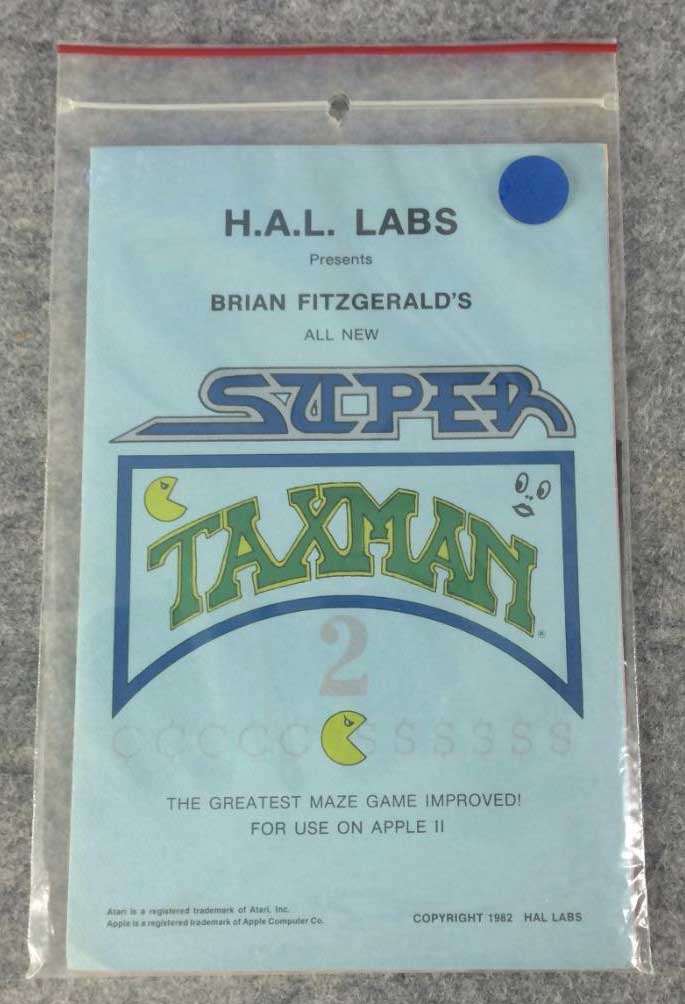 H.A.L. LABS
Presents
BRIAN FITZGERALD'S
ALL NEW
SUPER
TAXMAN®
2
¢ ¢ ¢ ¢ ¢ $ $ $ $ $ $
THE GREATEST MAZE GAME IMPROVED!
FOR USE ON APPLE II
Atari is a registered trademark of Atari, Inc.
Apple is a registered trademark of Apple Computer Co.
COPYRIGHT 1982 HAL LABS